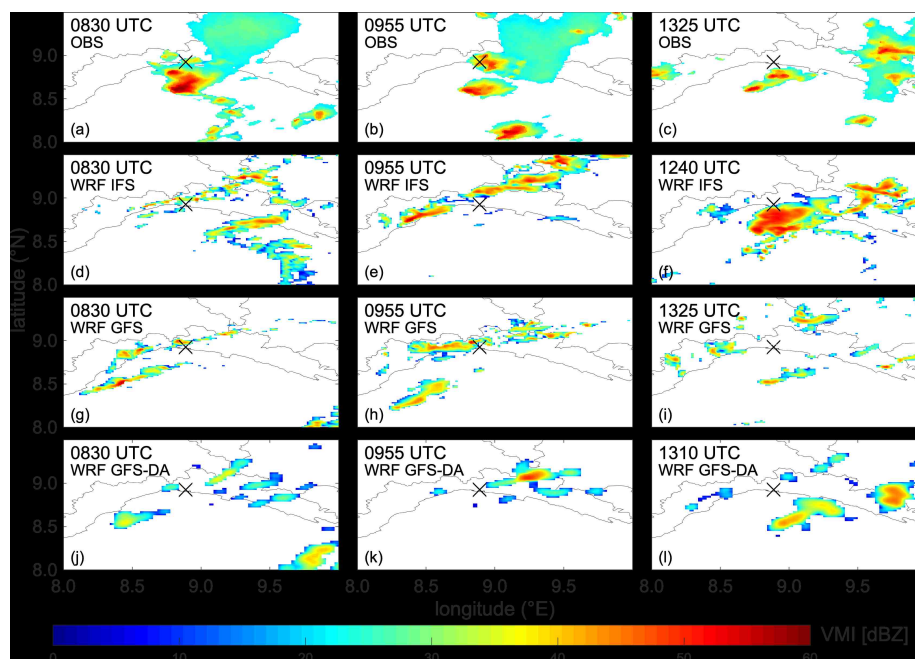 0830 UTC
OBS
(a)
0955 UTC
OBS
(b)
1325 UTC
OBS
(c)
9.0
8.5
8.0
0830 UTC
WRF IFS
(d)
0955 UTC
WRF IFS
(e)
1240 UTC
WRF IFS
(f)
9.0
8.5
8.0
latitude (°N)
0830 UTC
WRF GFS
(g)
0955 UTC
WRF GFS
(h)
1325 UTC
WRF GFS
(i)
9.0
8.5
8.0
0830 UTC
WRF GFS-DA
(j)
0955 UTC
WRF GFS-DA
(k)
1310 UTC
WRF GFS-DA
(l)
9.0
8.5
8.0
8.0 8.5 9.0 9.5 8.0 8.5 9.0 9.5 8.0 8.5 9.0 9.5
longitude (°E)
VMI [dBZ]
0 10 20 30 40 50 60